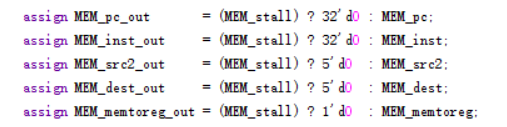 assign MEM_pc_out = (MEM_stall) ? 32'd0 : MEM_pc;
assign MEM_inst_out = (MEM_stall) ? 32'd0 : MEM_inst;
assign MEM_src2_out = (MEM_stall) ? 5'd0 : MEM_src2;
assign MEM_dest_out = (MEM_stall) ? 5'd0 : MEM_dest;
assign MEM_memtoreg_out = (MEM_stall) ? 1'd0 : MEM_memtoreg;